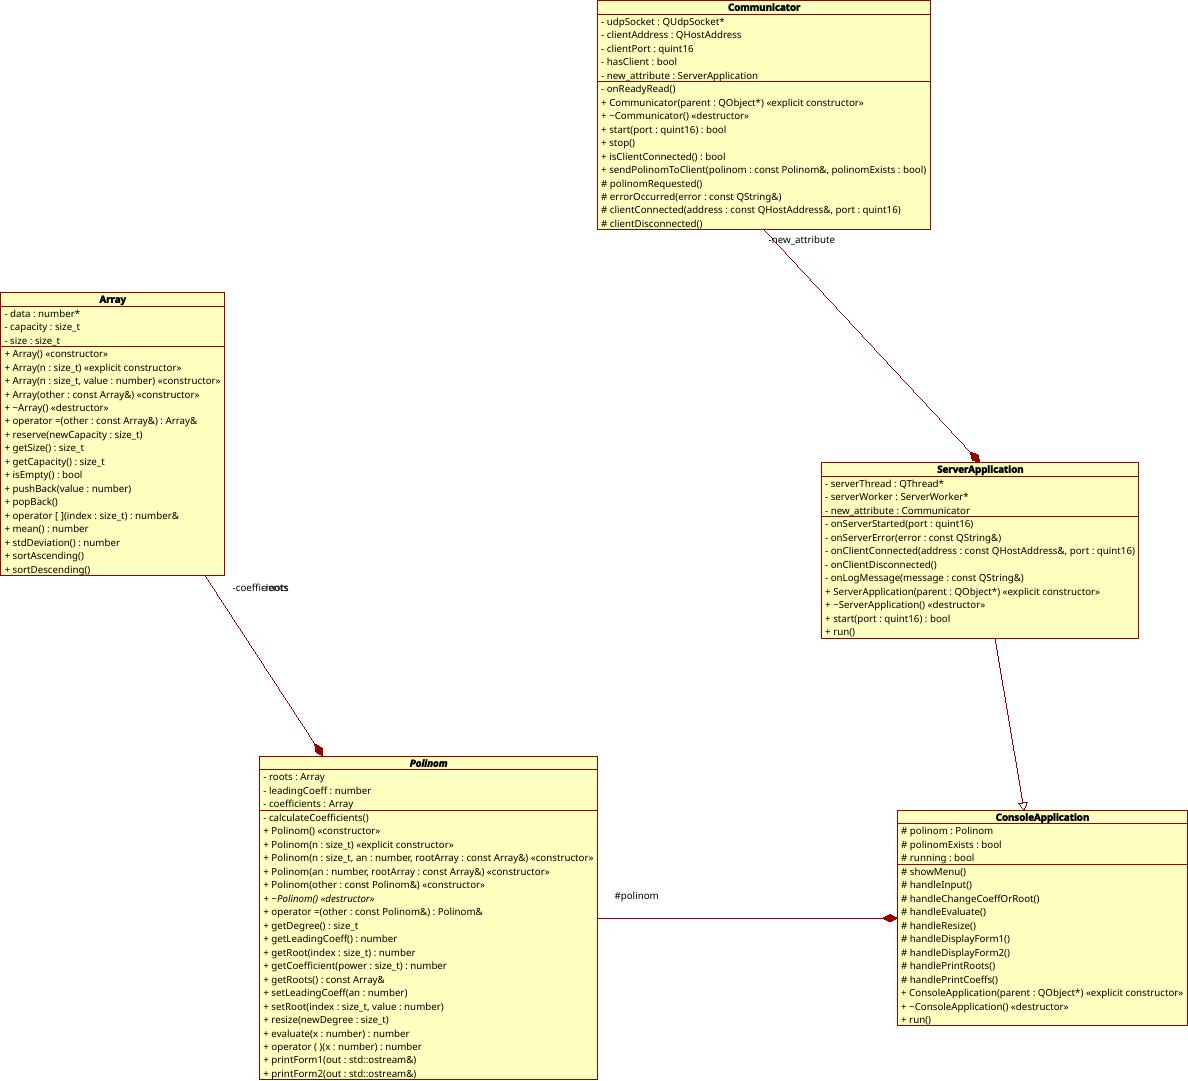 Communicator
- udpSocket : QUdpSocket*
- clientAddress : QHostAddress
- clientPort : quint16
- hasClient : bool
- new_attribute : ServerApplication
- onReadyRead()
+ Communicator(parent : QObject*) «explicit constructor»
+ ~Communicator() «destructor»
+ start(port : quint16) : bool
+ stop()
+ isClientConnected() : bool
+ sendPolinomToClient(polinom : const Polinom&, polinomExists : bool)
# polinomRequested()
# errorOccurred(error : const QString&)
# clientConnected(address : const QHostAddress&, port : quint16)
# clientDisconnected()
-new_attribute
Array
- data : number*
- capacity : size_t
- size : size_t
+ Array() «constructor»
+ Array(n : size_t) «explicit constructor»
+ Array(n : size_t, value : number) «constructor»
+ Array(other : const Array&) «constructor»
+ ~Array() «destructor»
+ operator =(other : const Array&) : Array&
+ reserve(newCapacity : size_t)
+ getSize() : size_t
+ getCapacity() : size_t
+ isEmpty() : bool
+ pushBack(value : number)
+ popBack()
+ operator [ ](index : size_t) : number&
+ mean() : number
+ stdDeviation() : number
+ sortAscending()
+ sortDescending()
-coefficients
-roots
ServerApplication
- serverThread : QThread*
- serverWorker : ServerWorker*
- new_attribute : Communicator
- onServerStarted(port : quint16)
- onServerError(error : const QString&)
- onClientConnected(address : const QHostAddress&, port : quint16)
- onClientDisconnected()
- onLogMessage(message : const QString&)
+ ServerApplication(parent : QObject*) «explicit constructor»
+ ~ServerApplication() «destructor»
+ start(port : quint16) : bool
+ run()
Polinom
- roots : Array
- leadingCoeff : number
- coefficients : Array
- calculateCoefficients()
+ Polinom() «constructor»
+ Polinom(n : size_t) «explicit constructor»
+ Polinom(n : size_t, an : number, rootArray : const Array&) «constructor»
+ Polinom(an : number, rootArray : const Array&) «constructor»
+ Polinom(other : const Polinom&) «constructor»
+ ~Polinom() «destructor»
+ operator =(other : const Polinom&) : Polinom&
+ getDegree() : size_t
+ getLeadingCoeff() : number
+ getRoot(index : size_t) : number
+ getCoefficient(power : size_t) : number
+ getRoots() : const Array&
+ setLeadingCoeff(an : number)
+ setRoot(index : size_t, value : number)
+ resize(newDegree : size_t)
+ evaluate(x : number) : number
+ operator ( )(x : number) : number
+ printForm1(out : std::ostream&)
+ printForm2(out : std::ostream&)
#polinom
ConsoleApplication
# polinom : Polinom
# polinomExists : bool
# running : bool
# showMenu()
# handleInput()
# handleChangeCoeffOrRoot()
# handleEvaluate()
# handleResize()
# handleDisplayForm1()
# handleDisplayForm2()
# handlePrintRoots()
# handlePrintCoeffs()
+ ConsoleApplication(parent : QObject*) «explicit constructor»
+ ~ConsoleApplication() «destructor»
+ run()